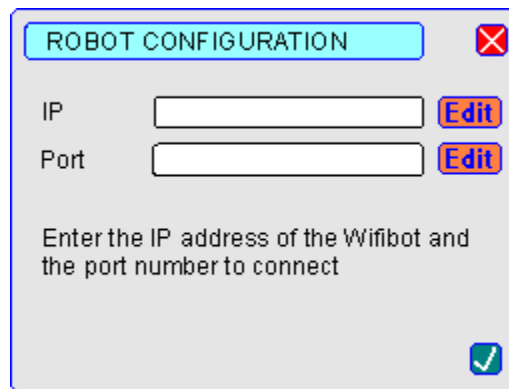 ROBOT CONFIGURATION
IP Edit
Port Edit
Enter the IP address of the Wifibot and
the port number to connect